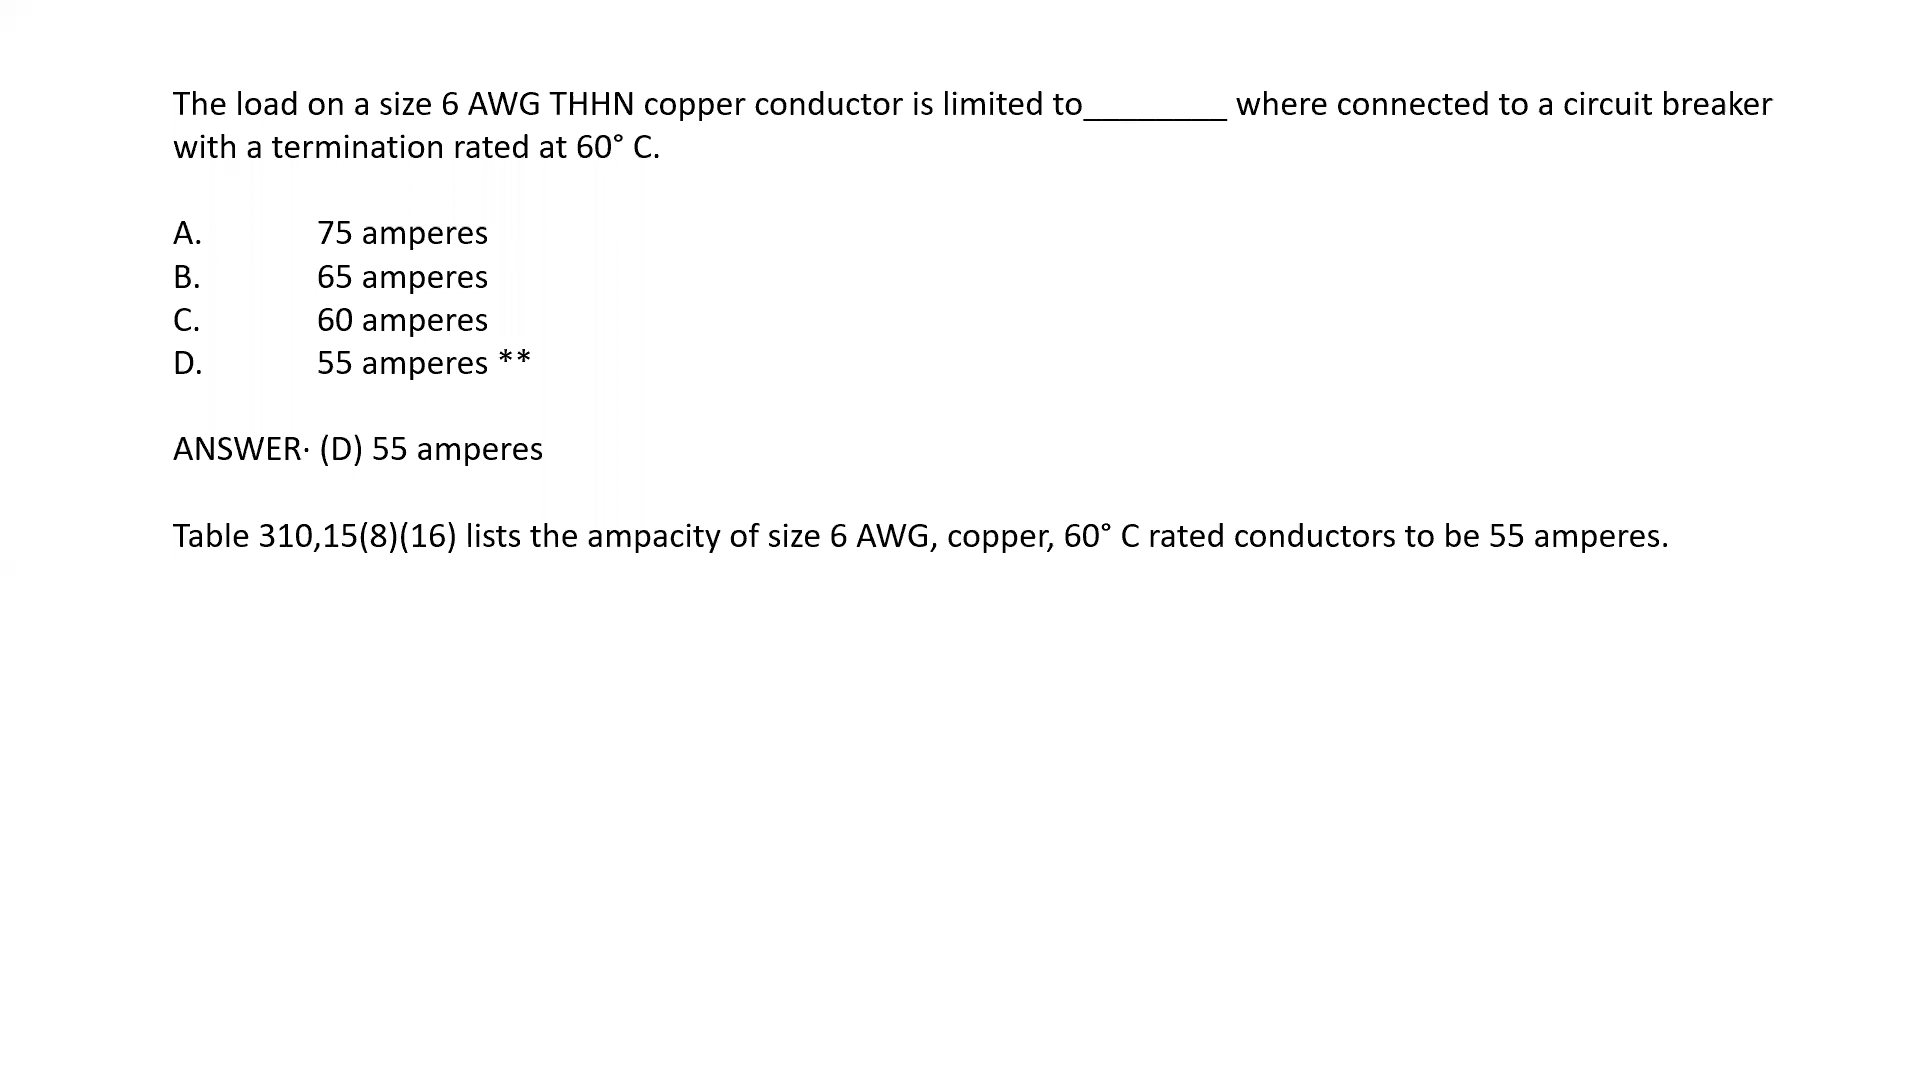 The load on a size 6 AWG THHN copper conductor is limited to________ where connected to a circuit breaker
with a termination rated at 60° C.
A. 75 amperes
B. 65 amperes
C. 60 amperes
D. 55 amperes **
ANSWER· (D) 55 amperes
Table 310,15(8)(16) lists the ampacity of size 6 AWG, copper, 60° C rated conductors to be 55 amperes.